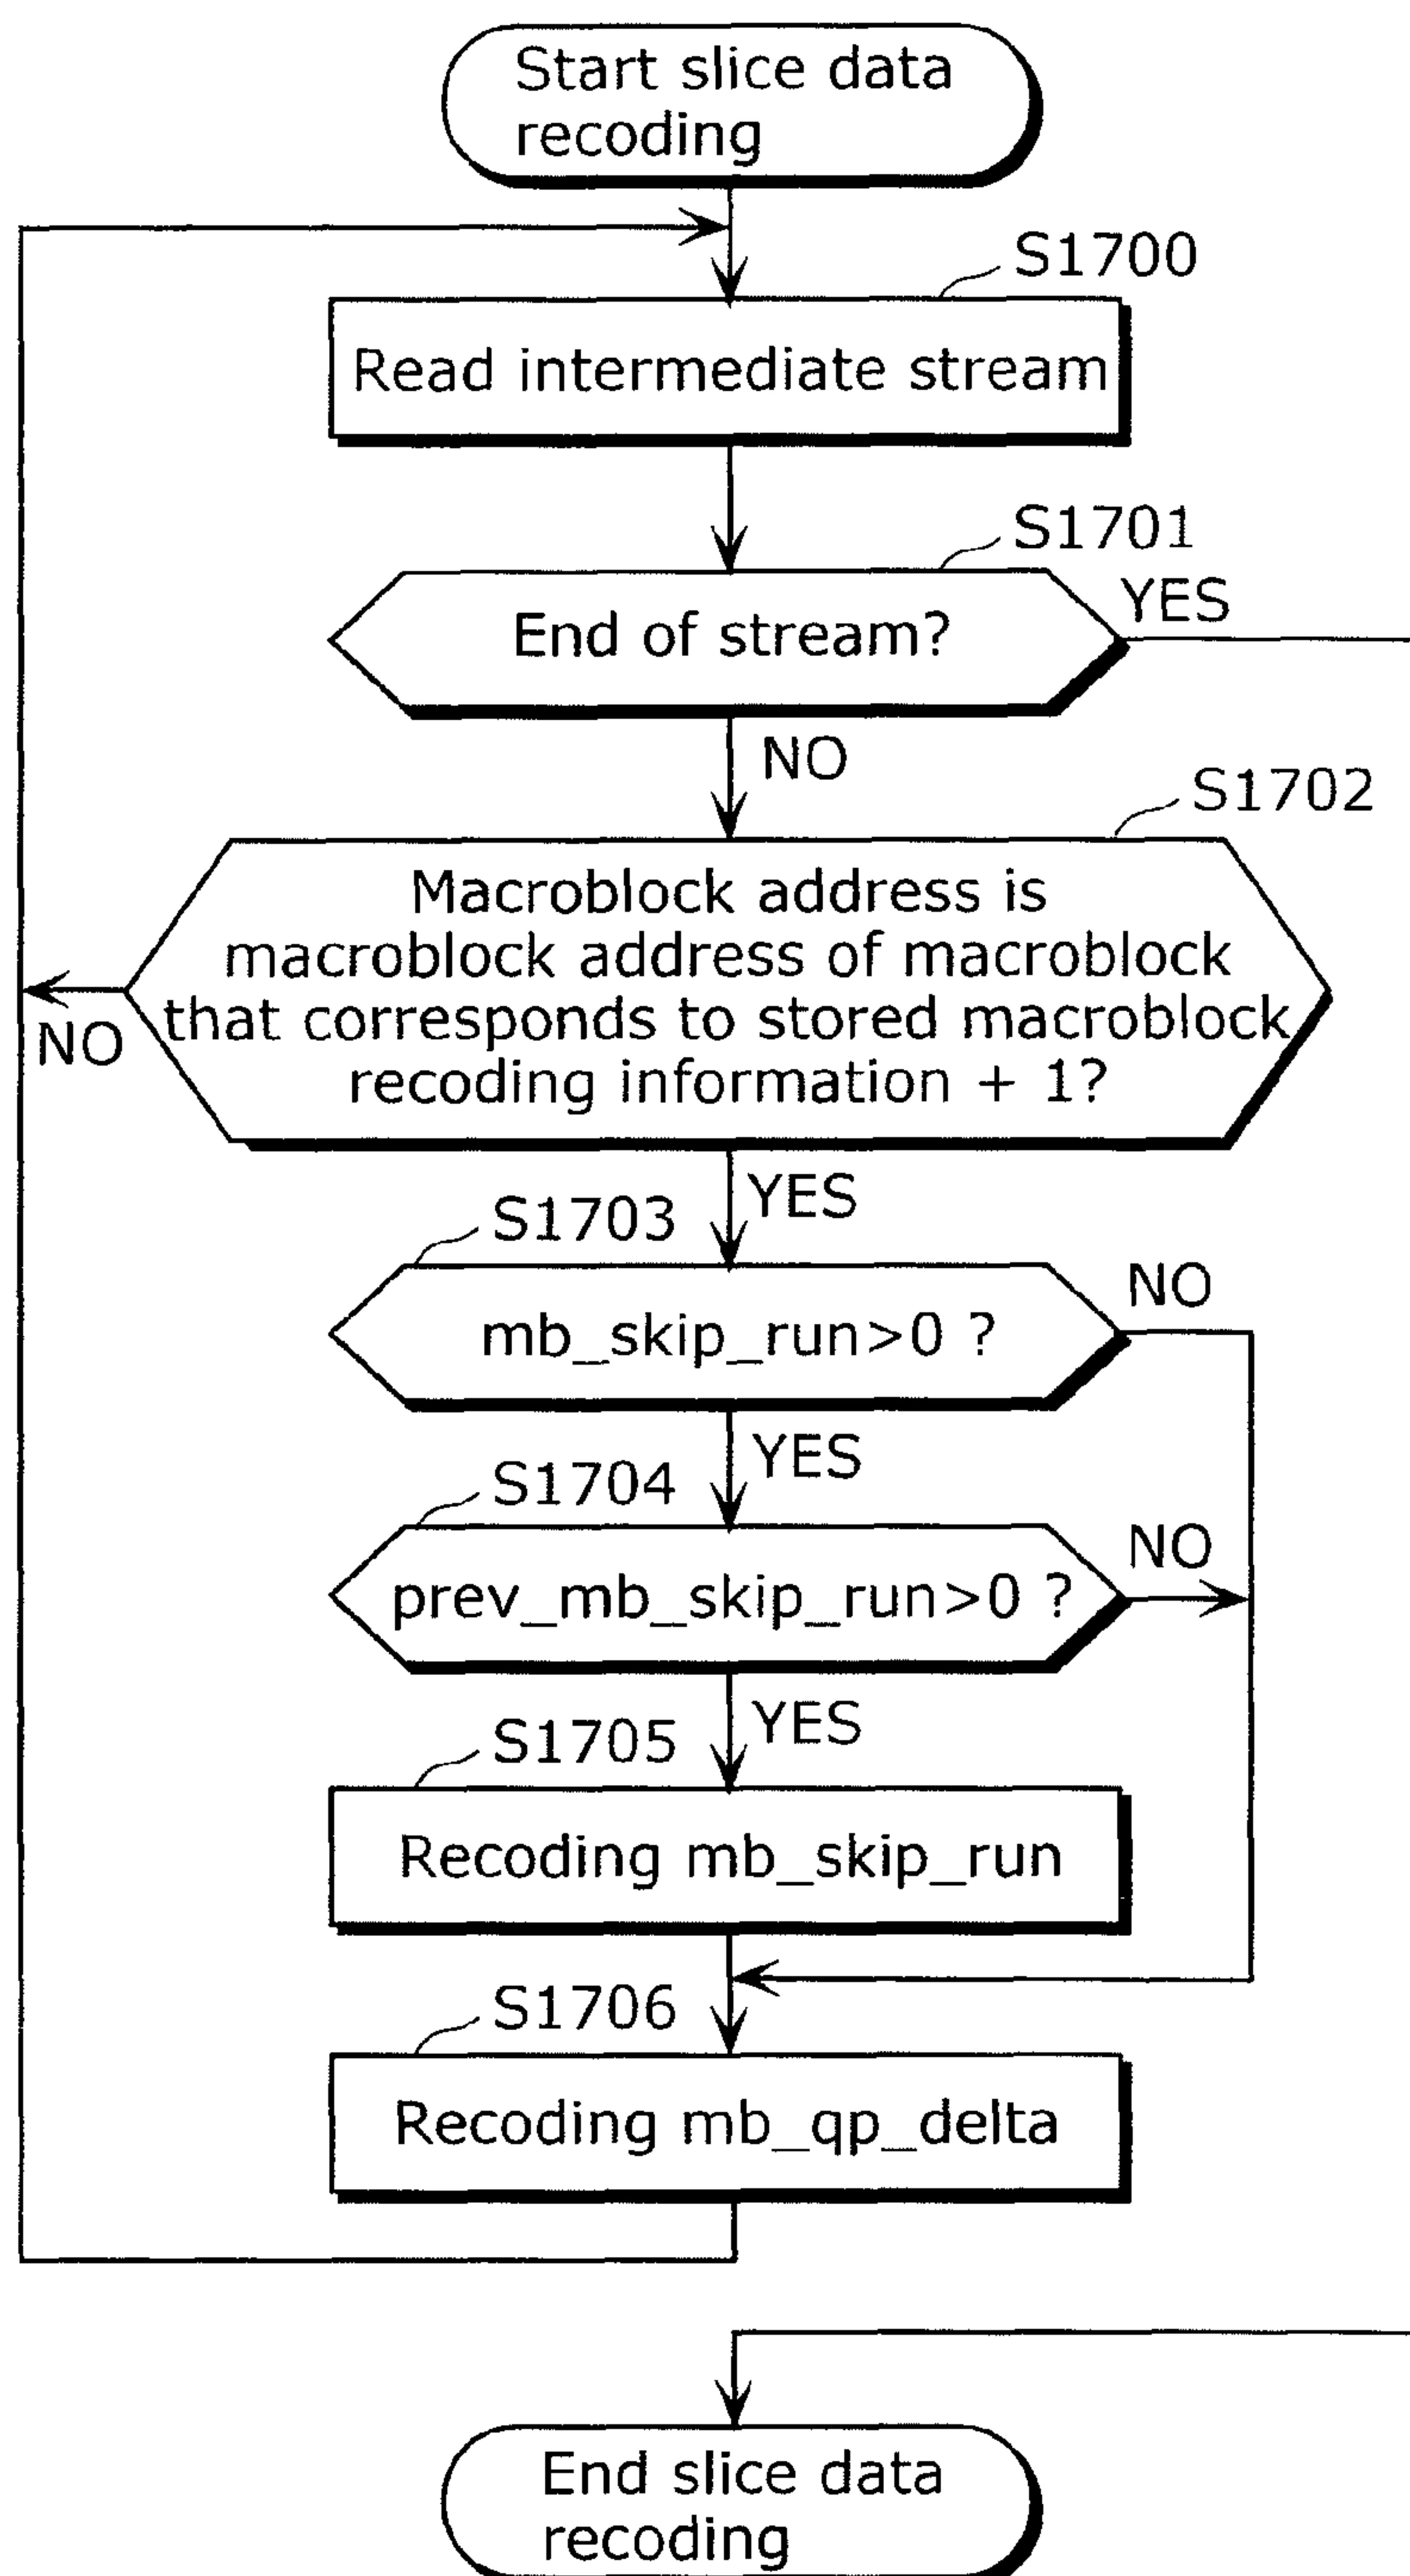 Start slice data
recoding
S1700
Read intermediate stream
S1701
End of stream?
YES
NO
S1702
Macroblock address is
macroblock address of macroblock
that corresponds to stored macroblock
recoding information + 1?
NO
YES
S1703
mb_skip_run>0 ?
NO
YES
S1704
prev_mb_skip_run>0 ?
NO
YES
S1705
Recoding mb_skip_run
S1706
Recoding mb_qp_delta
End slice data
recoding